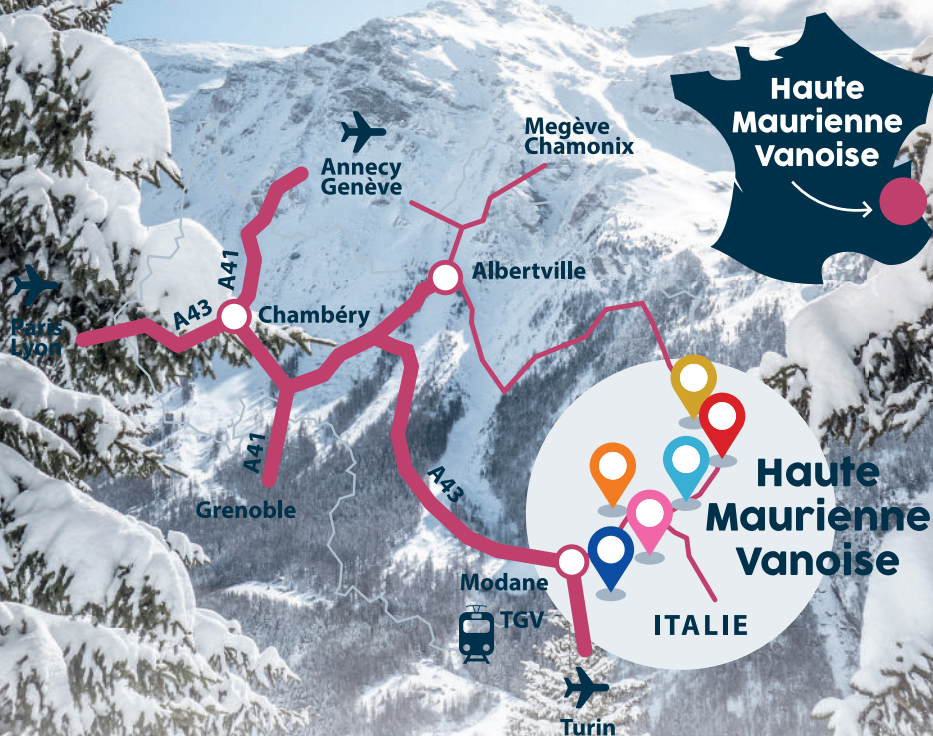 Haute
Maurienne
Vanoise
Megève
Chamonix
Annecy
Genève
A41
Albertville
A43
Chambéry
Paris
Lyon
A41
Grenoble
A43
Haute
Maurienne
Vanoise
Modane
TGV
ITALIE
Turin